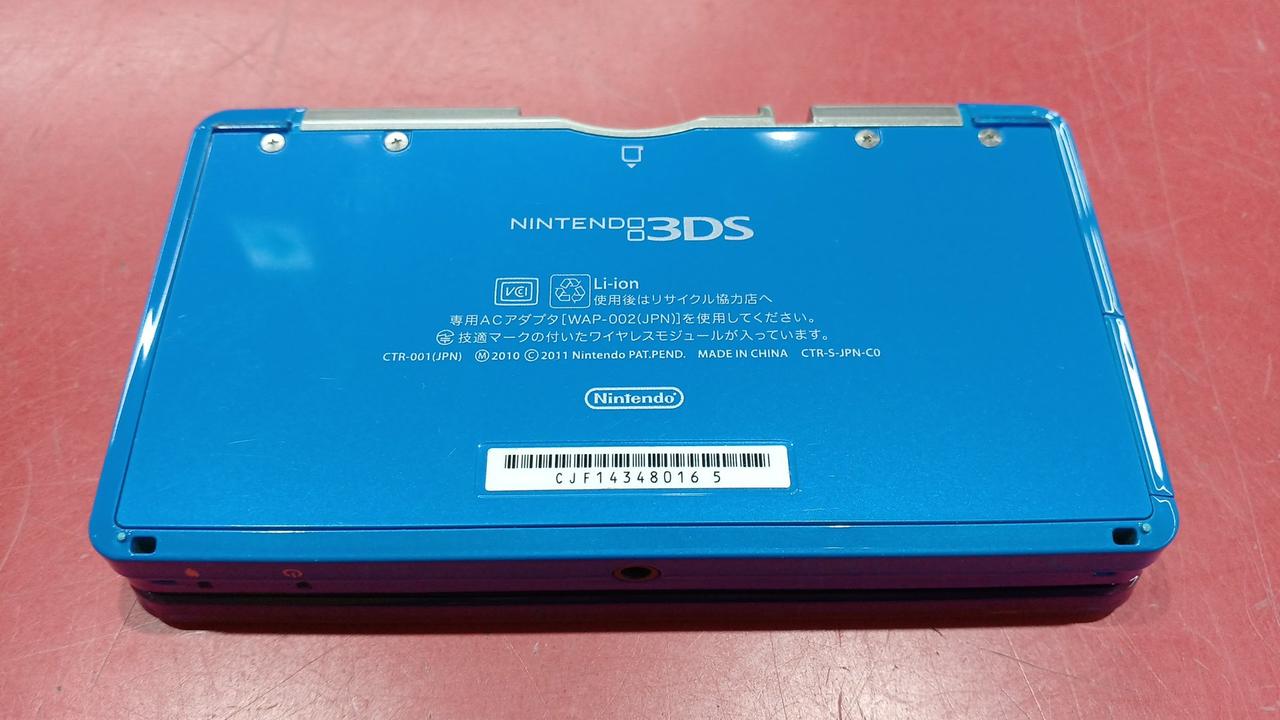 NINTENDO3DS
VCCI
Li-ion
使用後はリサイクル協力店へ
専用ACアダプタ[WAP-002(JPN)]を使用してください。
技適マークの付いたワイヤレスモジュールが入っています。
CTR-001(JPN) Ⓜ2010 Ⓒ2011 Nintendo PAT.PEND. MADE IN CHINA CTR-S-JPN-C0
Nintendo
CJF14348016 5